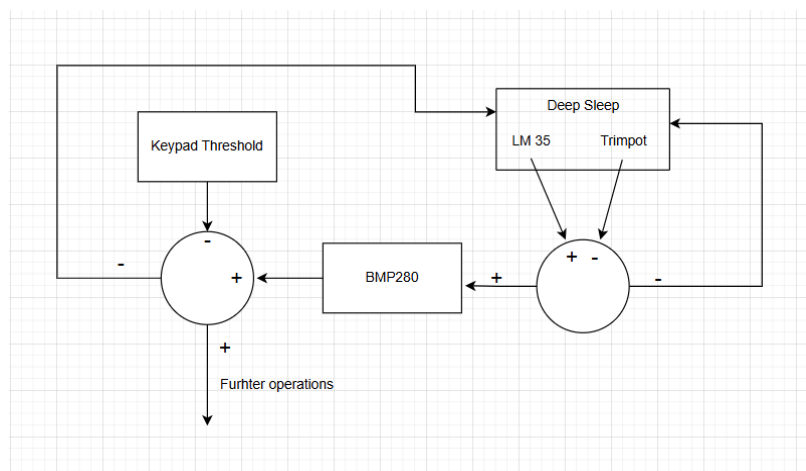 Deep Sleep
LM 35
Trimpot
Keypad Threshold
-
+ -
-
+
BMP280
+
-
+
Furhter operations